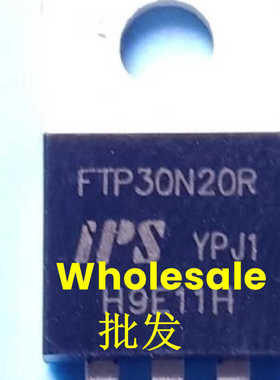 FTP30N20R
iPS YPJ1
Wholesale
H9E11H
批发